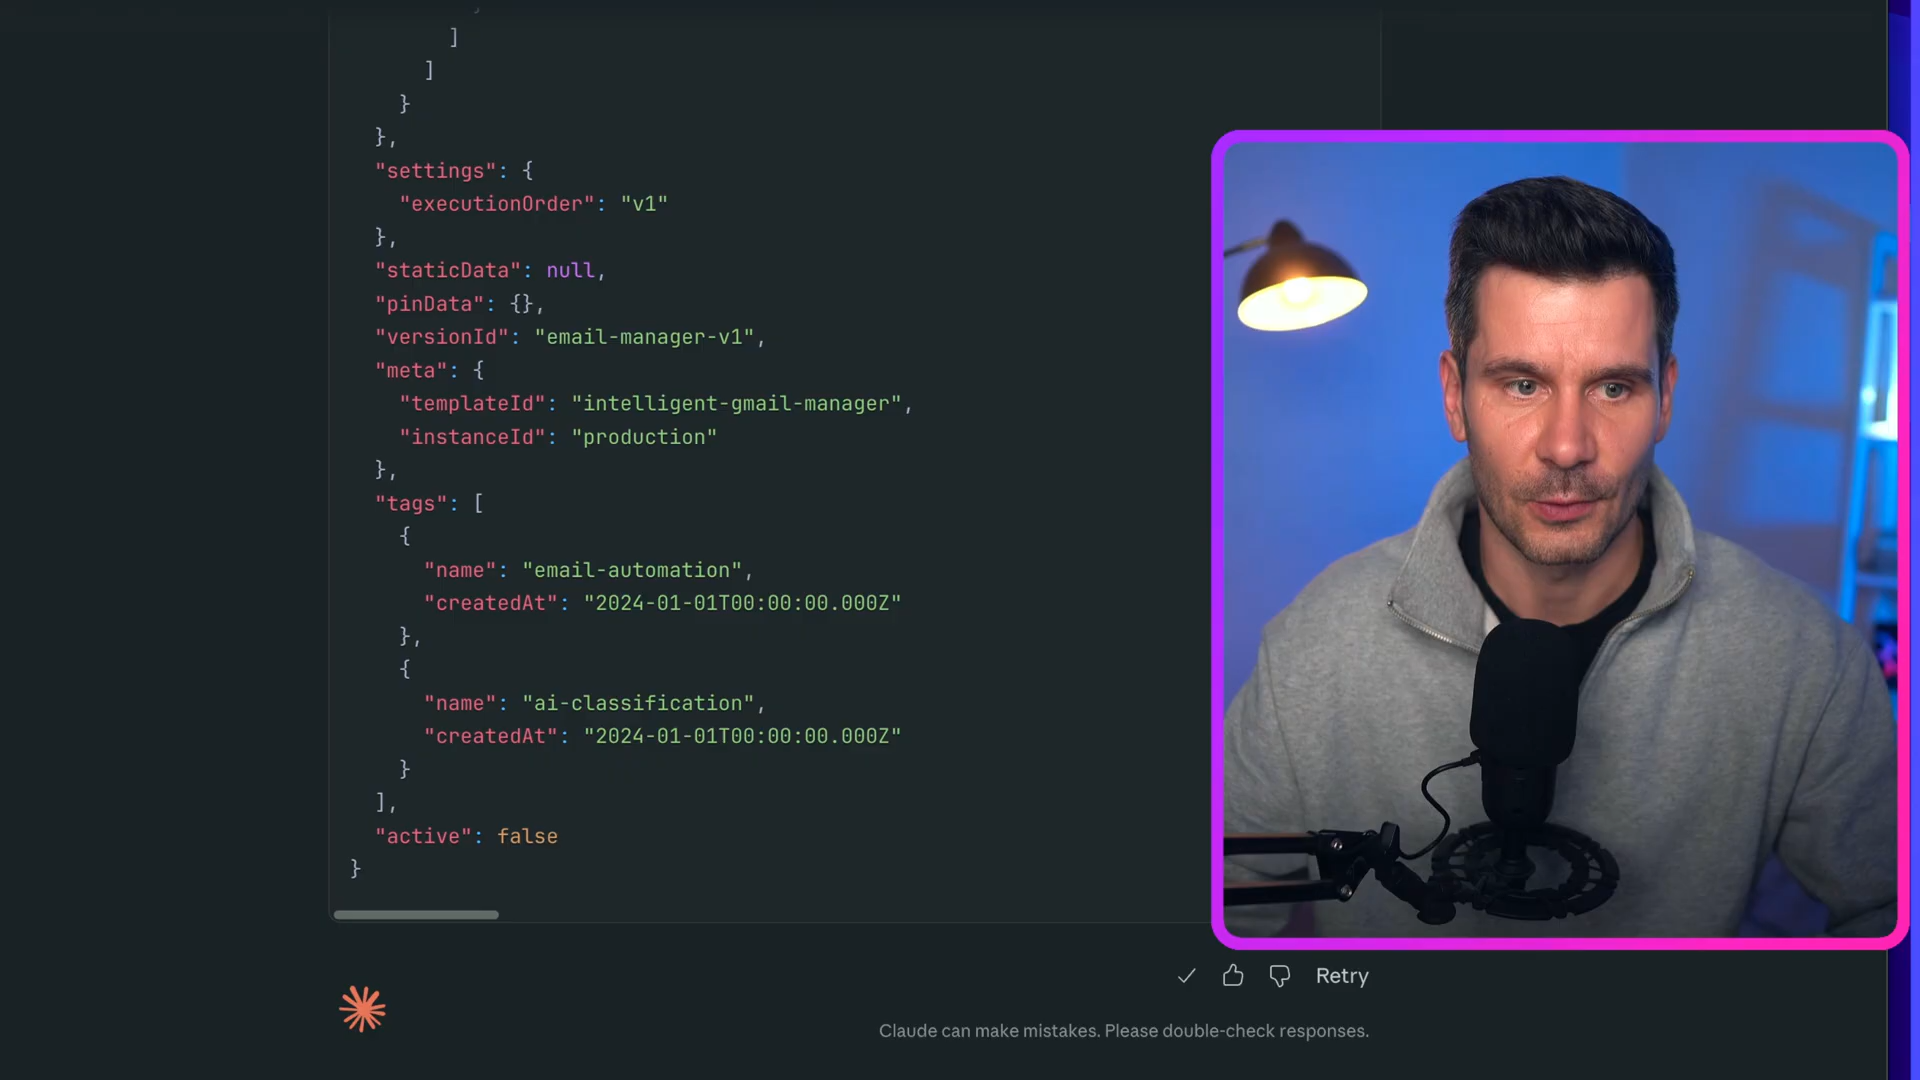 ]
]
}
},
"settings": {
"executionOrder": "v1"
},
"staticData": null,
"pinData": {},
"versionId": "email-manager-v1",
"meta": {
"templateId": "intelligent-gmail-manager",
"instanceId": "production"
},
"tags": [
{
"name": "email-automation",
"createdAt": "2024-01-01T00:00:00.000Z"
},
{
"name": "ai-classification",
"createdAt": "2024-01-01T00:00:00.000Z"
}
],
"active": false
}
Retry
Claude can make mistakes. Please double-check responses.